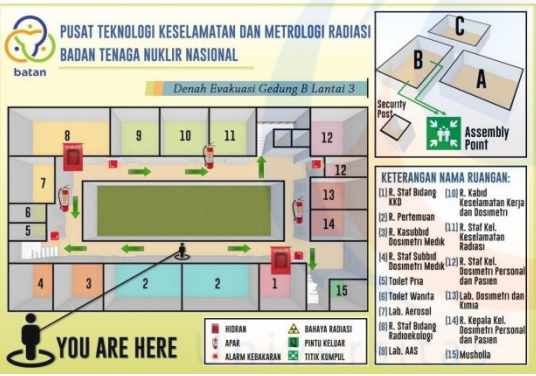 PUSAT TEKNOLOGI KESELAMATAN DAN METROLOGI RADIASI
BADAN TENAGA NUKLIR NASIONAL
batan
Denah Evakuasi Gedung B Lantai 3
8
9
10
11
12
7
12
6
13
5
14
4
3
2
2
1
15
YOU ARE HERE
HIDRAN
APAR
ALARM KEBAKARAN
BAHAYA RADIASI
PINTU KELUAR
TITIK KUMPUL
C
B
A
Security
Post
Assembly
Point
KETERANGAN NAMA RUANGAN:
(1) R. Staf Bidang
KKD
(2) R. Pertemuan
(3) R. Kasubbid
Dosimetri Medik
(4) R. Staf Subbid
Dosimetri Medik
(5) Toilet Pria
(6) Toilet Wanita
(7) Lab. Aerosol
(8) R. Staf Bidang
Radioekologi
(9) Lab. AAS
(10) R. Kabid
Keselamatan Kerja
dan Dosimetri
(11) R. Staf Kel.
Keselamatan
Radiasi
(12) R. Staf Kel.
Dosimetri Personal
dan Pasien
(13) Lab. Dosimetri dan
Kimia
(14) R. Kepala Kel.
Dosimetri Personal
dan Pasien
(15) Musholla